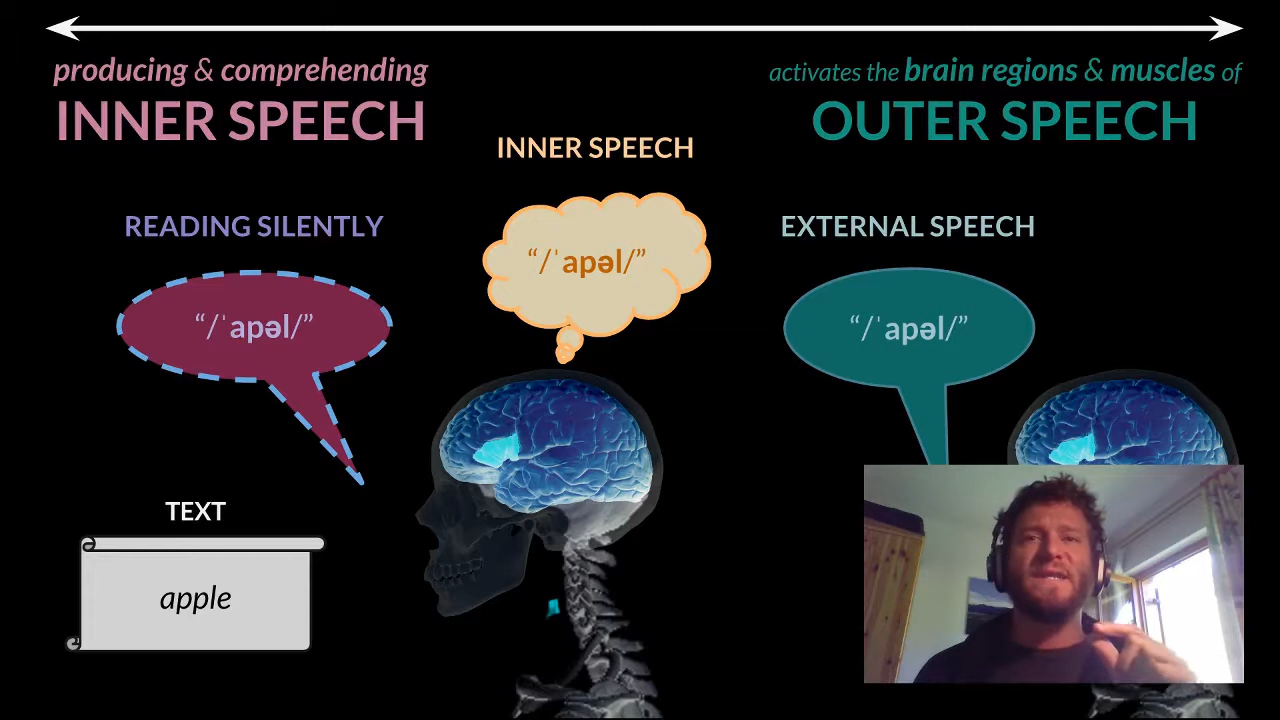 producing & comprehending
INNER SPEECH
activates the brain regions & muscles of
OUTER SPEECH
INNER SPEECH
READING SILENTLY
EXTERNAL SPEECH
“/ˈapəl/”
“/ˈapəl/”
“/ˈapəl/”
TEXT
apple